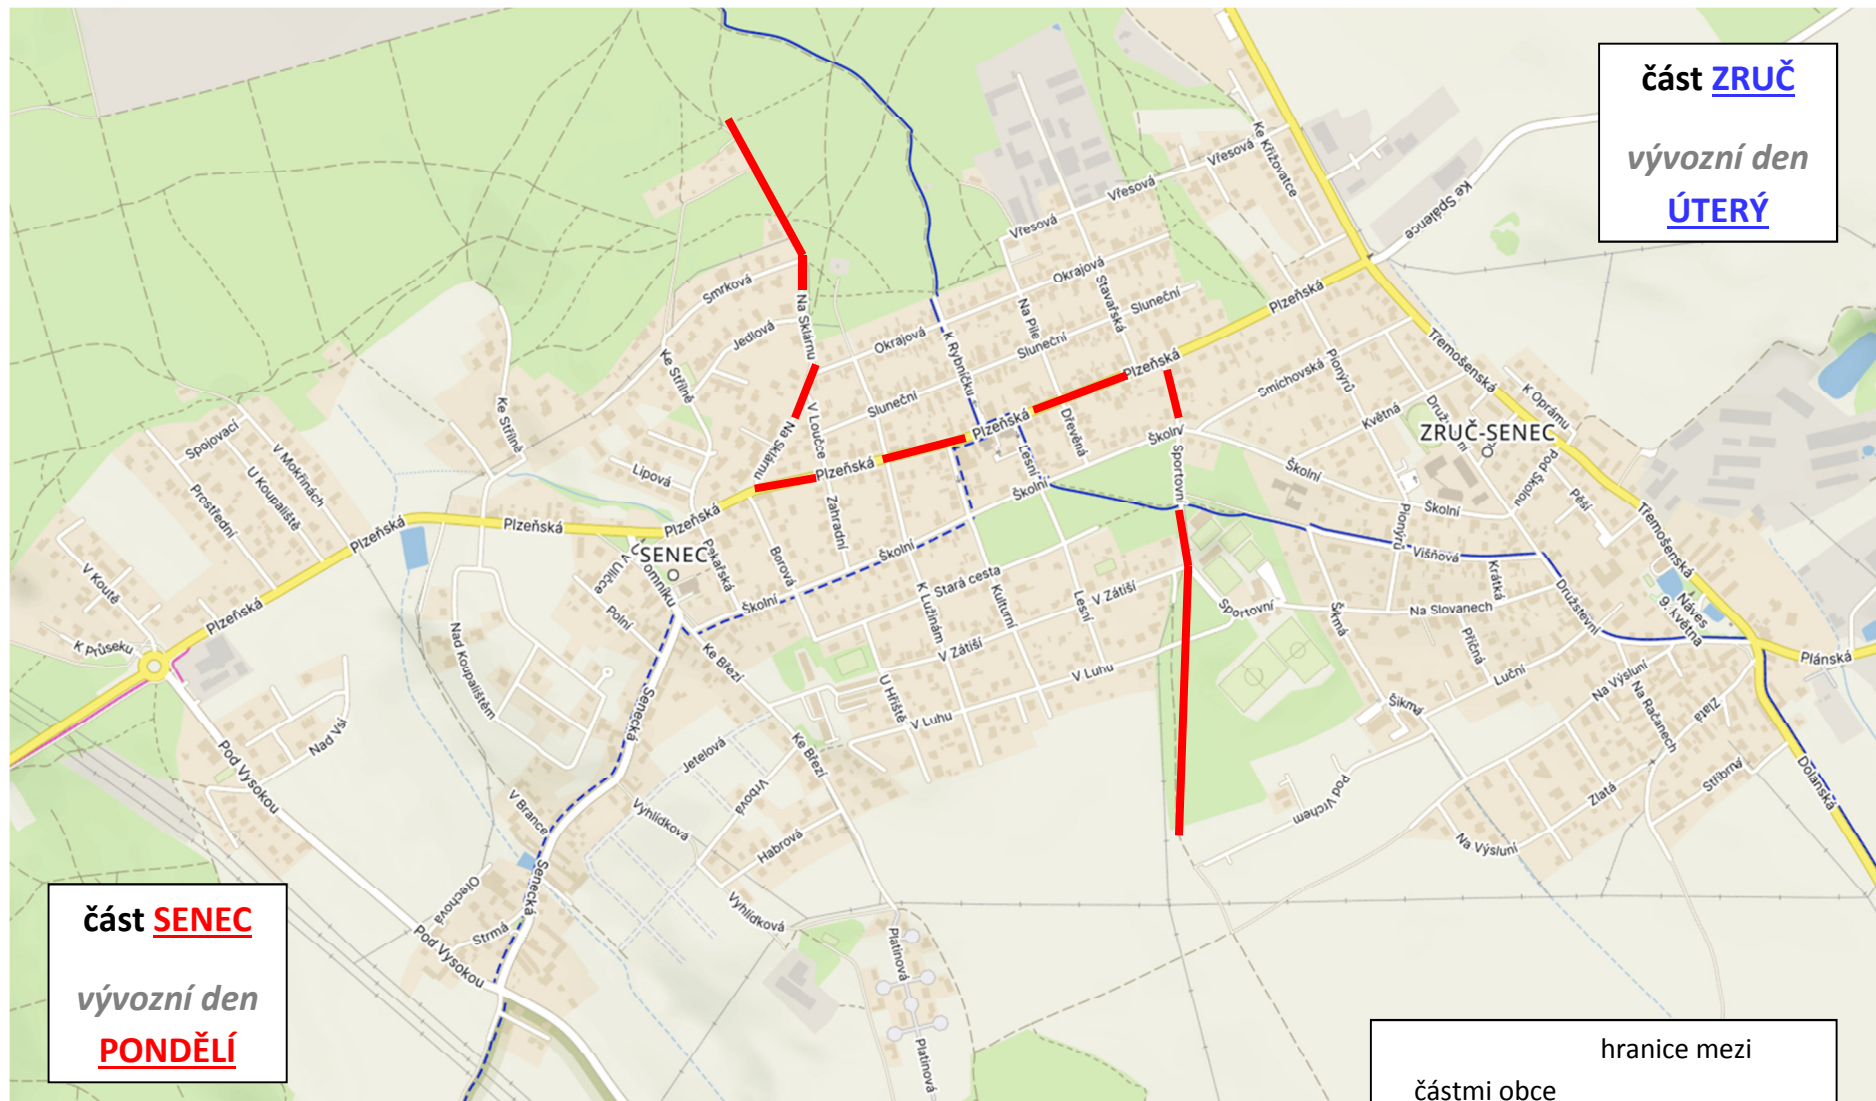 část ZRUČ
vývozní den
ÚTERÝ
Ke Křížovatce
Vřesová
Vřesová
Vřesová
Ke Spálence
Okrajová
Stavařská
Sluneční
Na Pile
Plzeňská
Smrková
Na Sklárnu
Jedlová
Okrajová
K Rybníčku
Sluneční
Plzeňská
Pionýrů
Smíchovská
Třemošenská
Ke Střílně
Ke Střílně
Sluneční
V Loučce
Na Sklárnu
Plzeňská
Dřevěná
Školní
Květná
Družstevní
K Oprámu
ZRUČ-SENEC
Spojovací
V Mokřinách
U Koupaliště
Prostřední
Lipová
Plzeňská
Lesní
Školní
Sportovní
Školní
Pod Školou
Pěší
Plzeňská
Plzeňská
Plzeňská
Zahradní
Školní
Pionýrů
Školní
Višňová
Třemošenská
SENEC
V Uličce
Pomníku
Pekařská
Borová
Školní
Stará cesta
V Koutě
Plzeňská
Polní
K Lužinám
Kulturní
Lesní
V Zátiší
Sportovní
Šikmá
Na Slovanech
Krátká
Družstevní
Náves
9. května
K Průseku
Nad Koupalištěm
Ke Březí
V Zátiší
V Luhu
Příčná
Luční
Na Výsluní
Plánská
U Hřiště
V Luhu
Šikmá
Na Račanech
Zlatá
Nad Vsí
Pod Vysokou
Senecká
Jetelová
Ke Březí
Vrbová
Pod Vrchem
Zlatá
Stříbrná
Dolanská
V Brance
Vyhlídková
Habrová
Na Výsluní
Ořechová
Senecká
Vyhlídková
Strmá
Pod Vysokou
Platinová
Platinová
část SENEC
vývozní den
PONDĚLÍ
hranice mezi
částmi obce